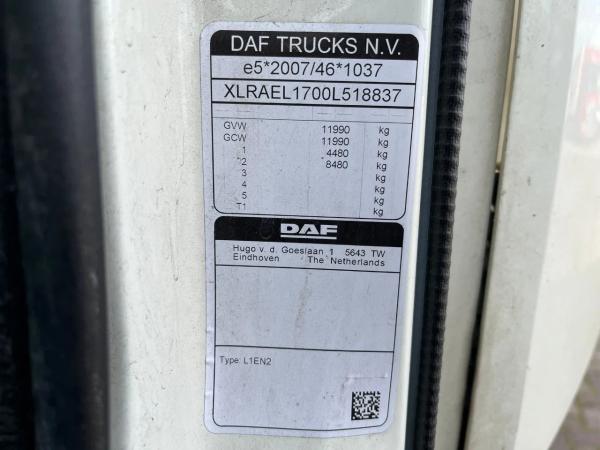 DAF TRUCKS N.V.
e5*2007/46*1037
XLRAEL1700L518837
GVW 11990 kg
GCW 11990 kg
1 4480 kg
2 8480 kg
3 kg
4 kg
5 kg
T1 kg
DAF
Hugo v. d. Goeslaan 1 5643 TW
Eindhoven The Netherlands
Type: L1EN2